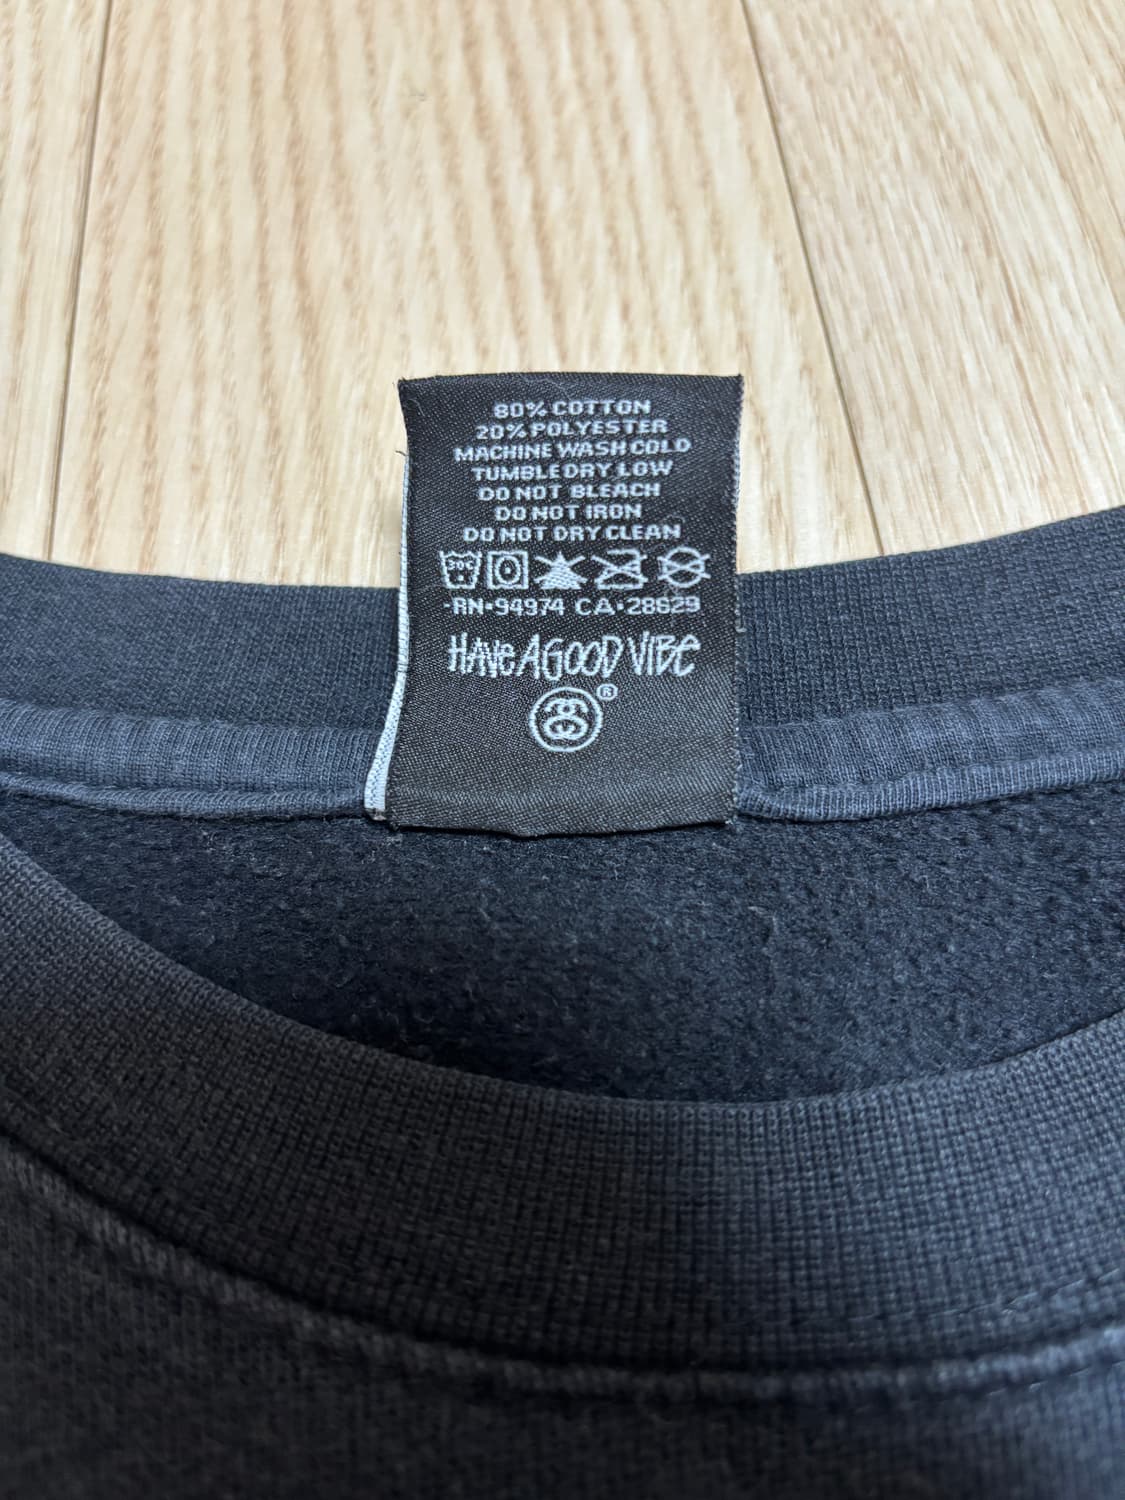 80% COTTON
20% POLYESTER
MACHINE WASH COLD
TUMBLE DRY LOW
DO NOT BLEACH
DO NOT IRON
DO NOT DRY CLEAN
30C
-RN·94974 CA·28629
HAVE A GOOD VIBE
®